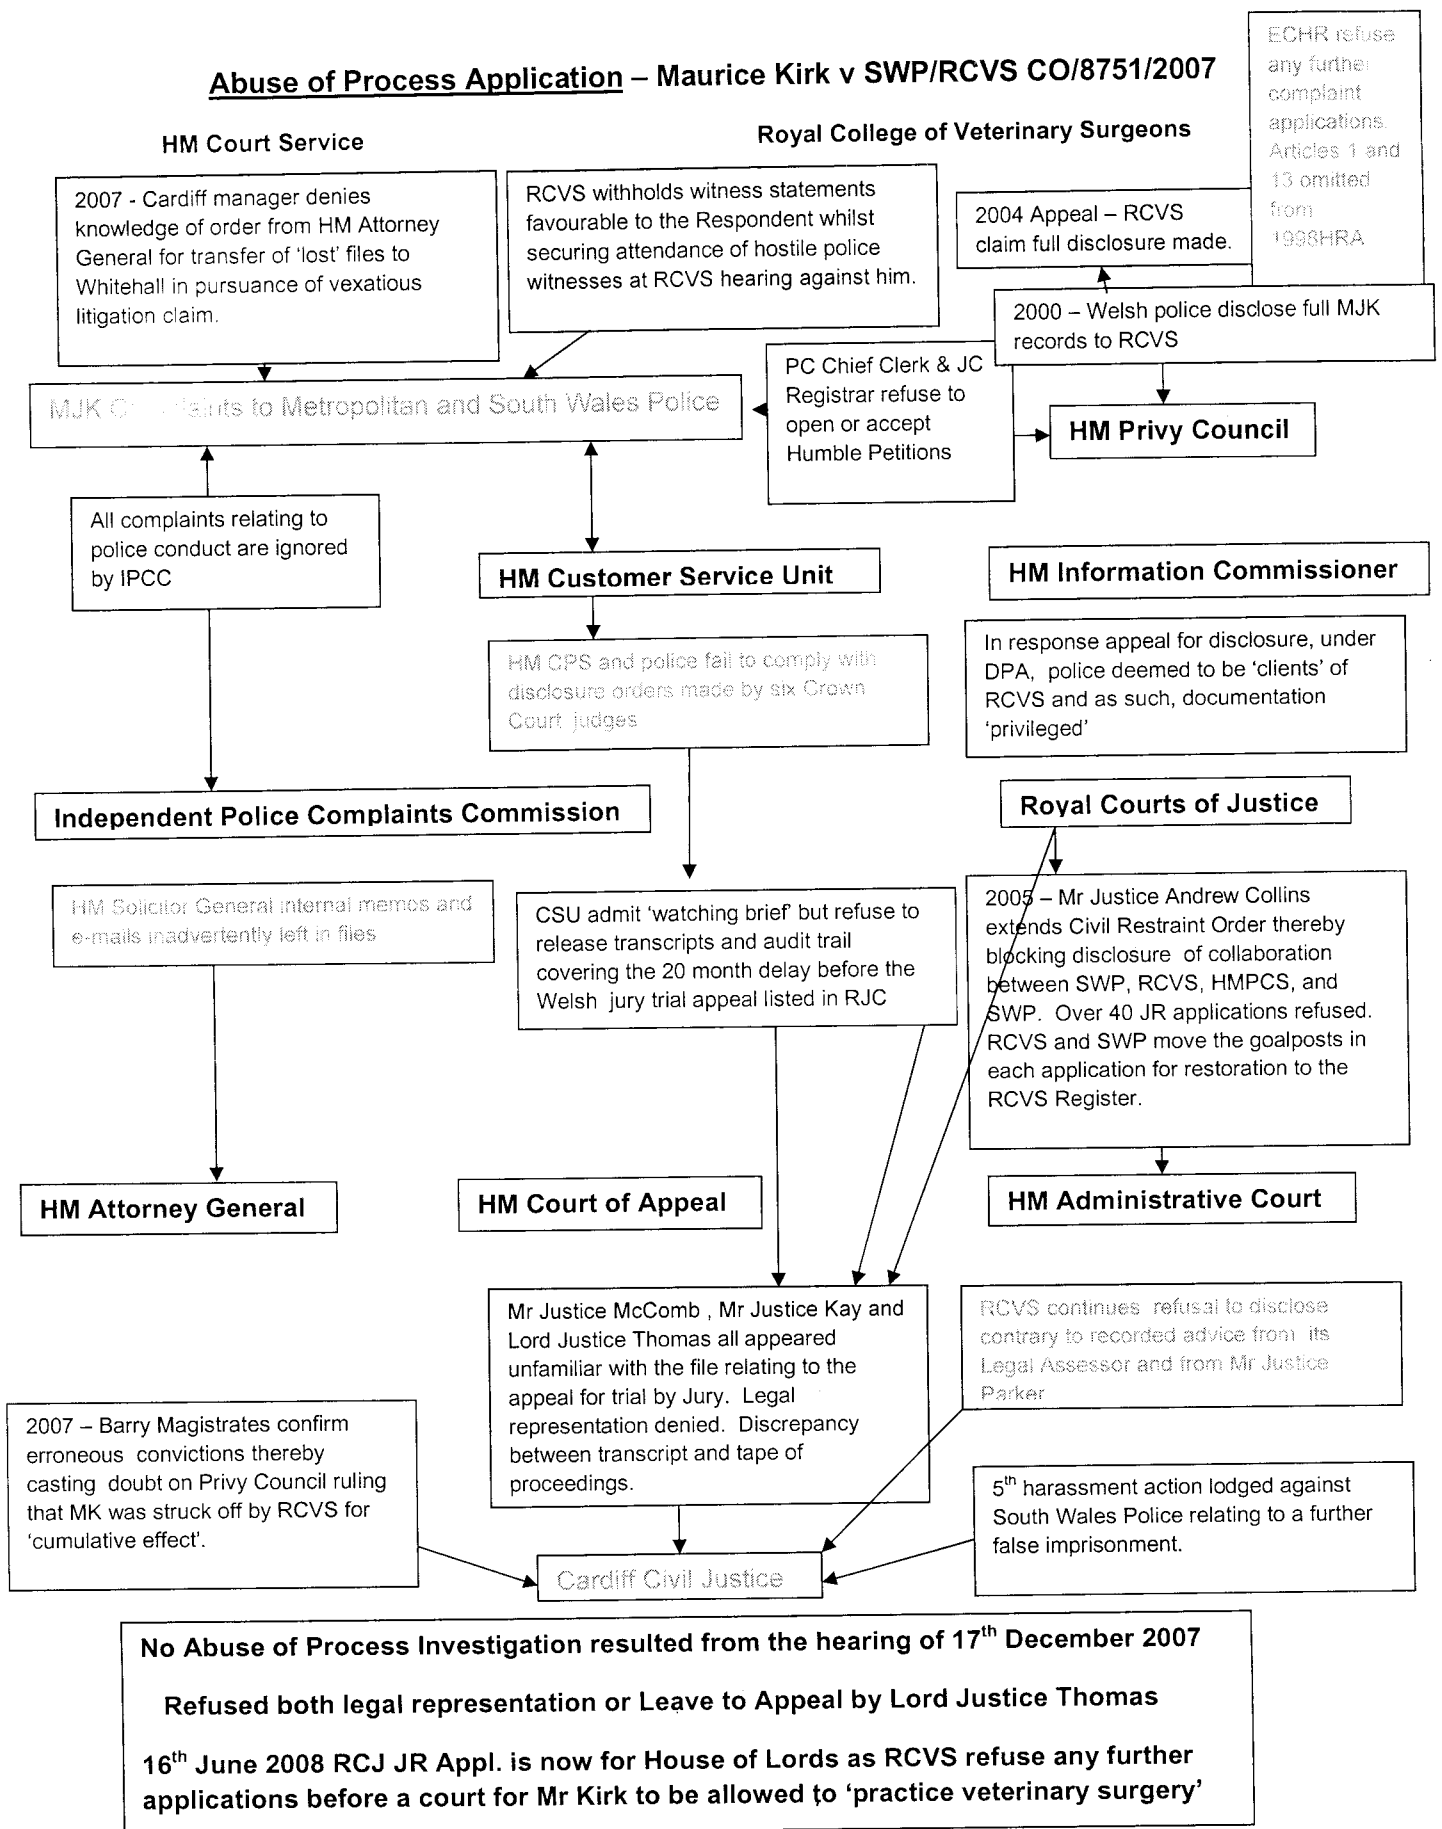 Abuse of Process Application – Maurice Kirk v SWP/RCVS CO/8751/2007
ECHR refuse
any further
complaint
applications.
Articles 1 and
13 omitted
from
1998HRA
HM Court Service
Royal College of Veterinary Surgeons
2007 - Cardiff manager denies
knowledge of order from HM Attorney
General for transfer of 'lost' files to
Whitehall in pursuance of vexatious
litigation claim.
RCVS withholds witness statements
favourable to the Respondent whilst
securing attendance of hostile police
witnesses at RCVS hearing against him.
2004 Appeal – RCVS
claim full disclosure made.
2000 – Welsh police disclose full MJK
records to RCVS
PC Chief Clerk & JC
Registrar refuse to
open or accept
Humble Petitions
MJK Complaints to Metropolitan and South Wales Police
HM Privy Council
All complaints relating to
police conduct are ignored
by IPCC
HM Customer Service Unit
HM Information Commissioner
HM CPS and police fail to comply with
disclosure orders made by six Crown
Court judges
In response appeal for disclosure, under
DPA, police deemed to be 'clients' of
RCVS and as such, documentation
'privileged'
Independent Police Complaints Commission
Royal Courts of Justice
HM Solicitor General internal memos and
e-mails inadvertently left in files
CSU admit 'watching brief' but refuse to
release transcripts and audit trail
covering the 20 month delay before the
Welsh jury trial appeal listed in RJC
2005 – Mr Justice Andrew Collins
extends Civil Restraint Order thereby
blocking disclosure of collaboration
between SWP, RCVS, HMPCS, and
SWP. Over 40 JR applications refused.
RCVS and SWP move the goalposts in
each application for restoration to the
RCVS Register.
HM Attorney General
HM Court of Appeal
HM Administrative Court
Mr Justice McComb , Mr Justice Kay and
Lord Justice Thomas all appeared
unfamiliar with the file relating to the
appeal for trial by Jury. Legal
representation denied. Discrepancy
between transcript and tape of
proceedings.
RCVS continues refusal to disclose
contrary to recorded advice from its
Legal Assessor and from Mr Justice
Parker
2007 – Barry Magistrates confirm
erroneous convictions thereby
casting doubt on Privy Council ruling
that MK was struck off by RCVS for
'cumulative effect'.
5th harassment action lodged against
South Wales Police relating to a further
false imprisonment.
Cardiff Civil Justice
No Abuse of Process Investigation resulted from the hearing of 17th December 2007
Refused both legal representation or Leave to Appeal by Lord Justice Thomas
16th June 2008 RCJ JR Appl. is now for House of Lords as RCVS refuse any further
applications before a court for Mr Kirk to be allowed to 'practice veterinary surgery'